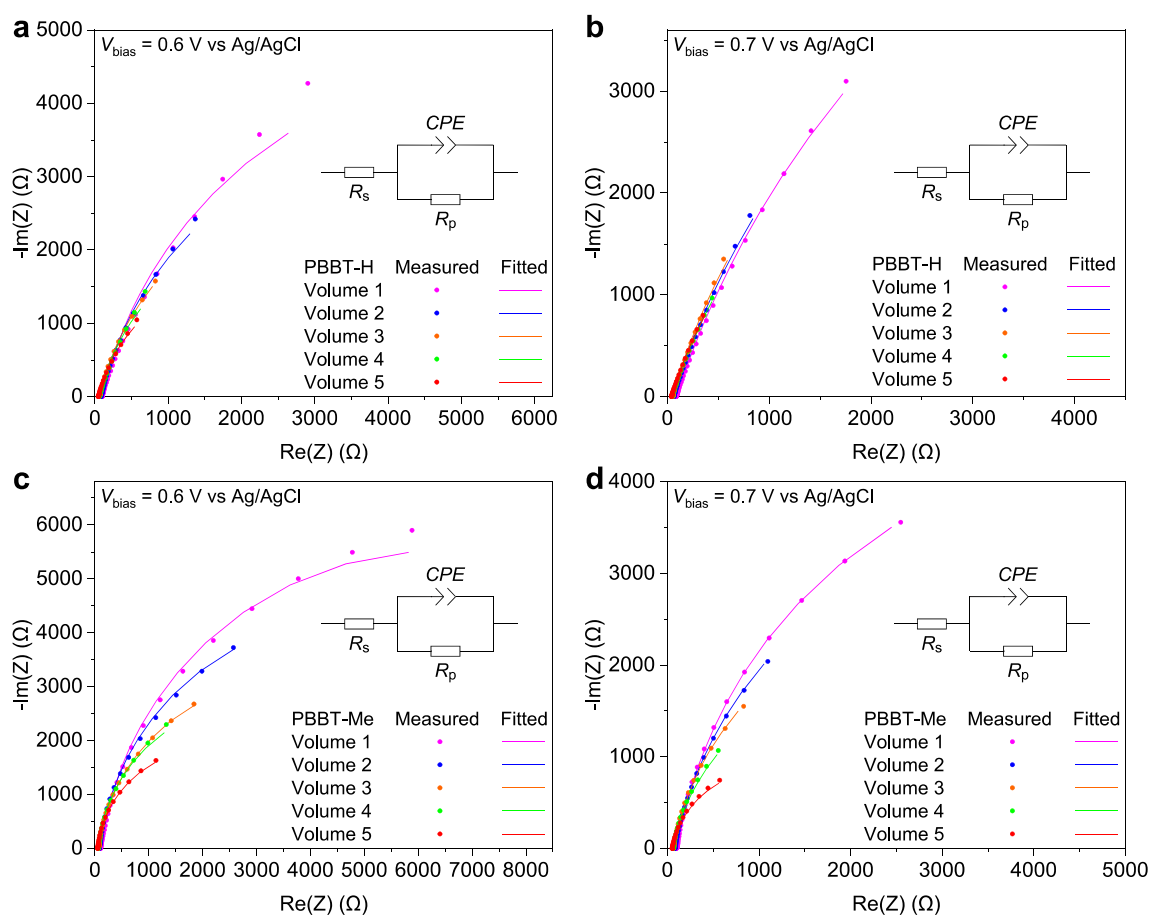 a
V_bias = 0.6 V vs Ag/AgCl
5000
4000
3000
2000
1000
0
-Im(Z) (Ω)
CPE
R_s
R_p
PBBT-H Measured Fitted
Volume 1
Volume 2
Volume 3
Volume 4
Volume 5
0 1000 2000 3000 4000 5000 6000
Re(Z) (Ω)
b
V_bias = 0.7 V vs Ag/AgCl
3000
2000
1000
0
-Im(Z) (Ω)
CPE
R_s
R_p
PBBT-H Measured Fitted
Volume 1
Volume 2
Volume 3
Volume 4
Volume 5
0 1000 2000 3000 4000
Re(Z) (Ω)
c
V_bias = 0.6 V vs Ag/AgCl
6000
5000
4000
3000
2000
1000
0
-Im(Z) (Ω)
CPE
R_s
R_p
PBBT-Me Measured Fitted
Volume 1
Volume 2
Volume 3
Volume 4
Volume 5
0 1000 2000 3000 4000 5000 6000 7000 8000
Re(Z) (Ω)
d
V_bias = 0.7 V vs Ag/AgCl
4000
3000
2000
1000
0
-Im(Z) (Ω)
CPE
R_s
R_p
PBBT-Me Measured Fitted
Volume 1
Volume 2
Volume 3
Volume 4
Volume 5
0 1000 2000 3000 4000 5000
Re(Z) (Ω)